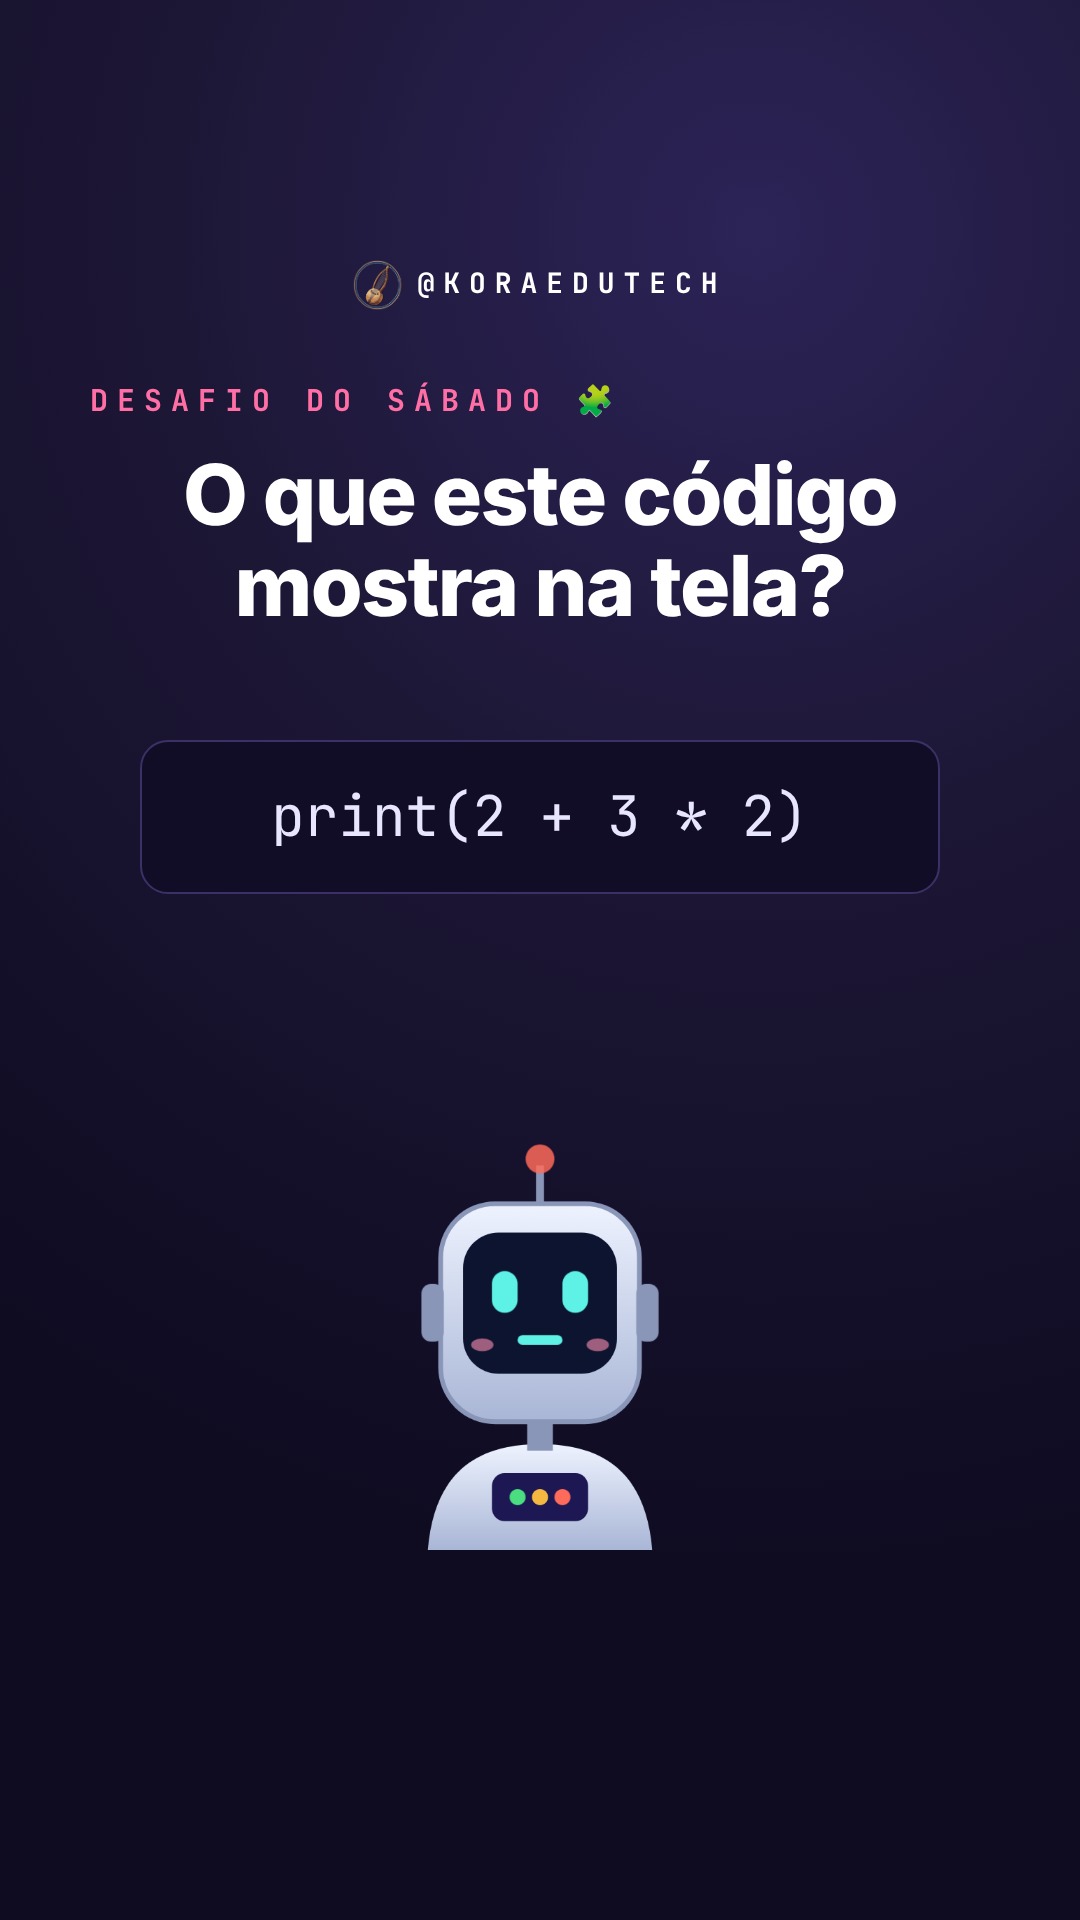 @KORAEDUTECH
DESAFIO DO SÁBADO 🧩
O que este código
mostra na tela?
print(2 + 3 * 2)